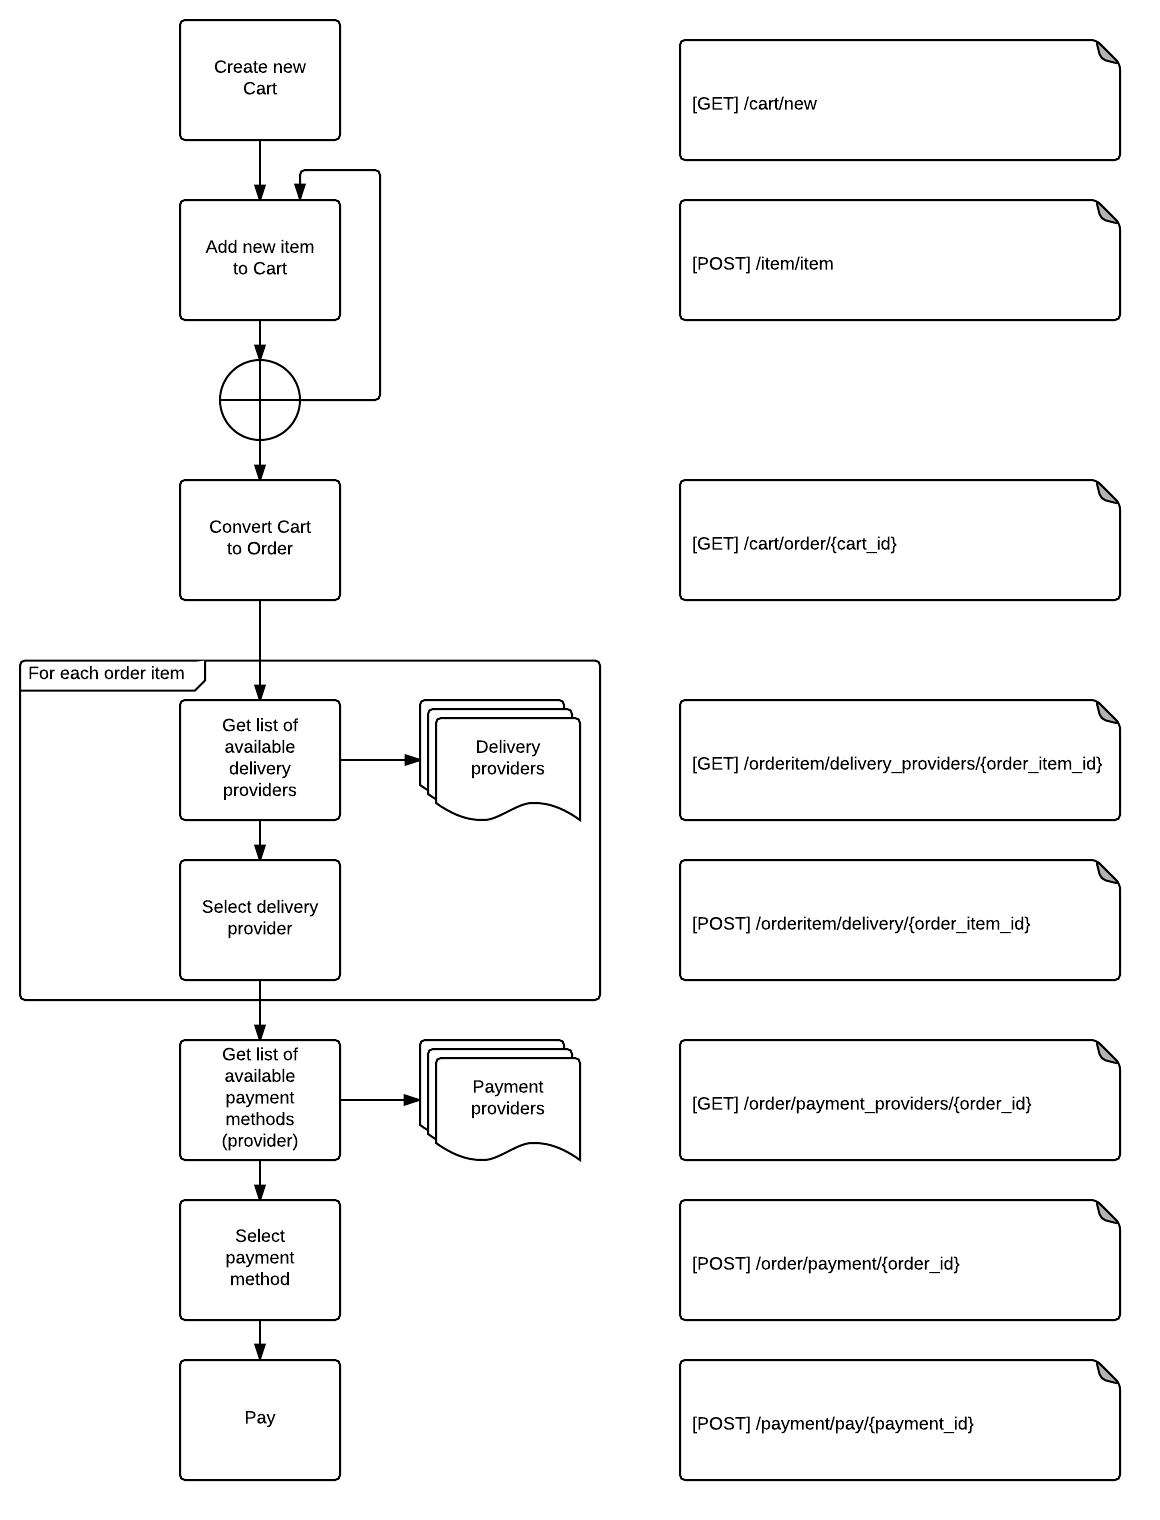 Create new
Cart
[GET] /cart/new
Add new item
to Cart
[POST] /item/item
Convert Cart
to Order
[GET] /cart/order/{cart_id}
For each order item
Get list of
available
delivery
providers
Delivery
providers
[GET] /orderitem/delivery_providers/{order_item_id}
Select delivery
provider
[POST] /orderitem/delivery/{order_item_id}
Get list of
available
payment
methods
(provider)
Payment
providers
[GET] /order/payment_providers/{order_id}
Select
payment
method
[POST] /order/payment/{order_id}
Pay
[POST] /payment/pay/{payment_id}